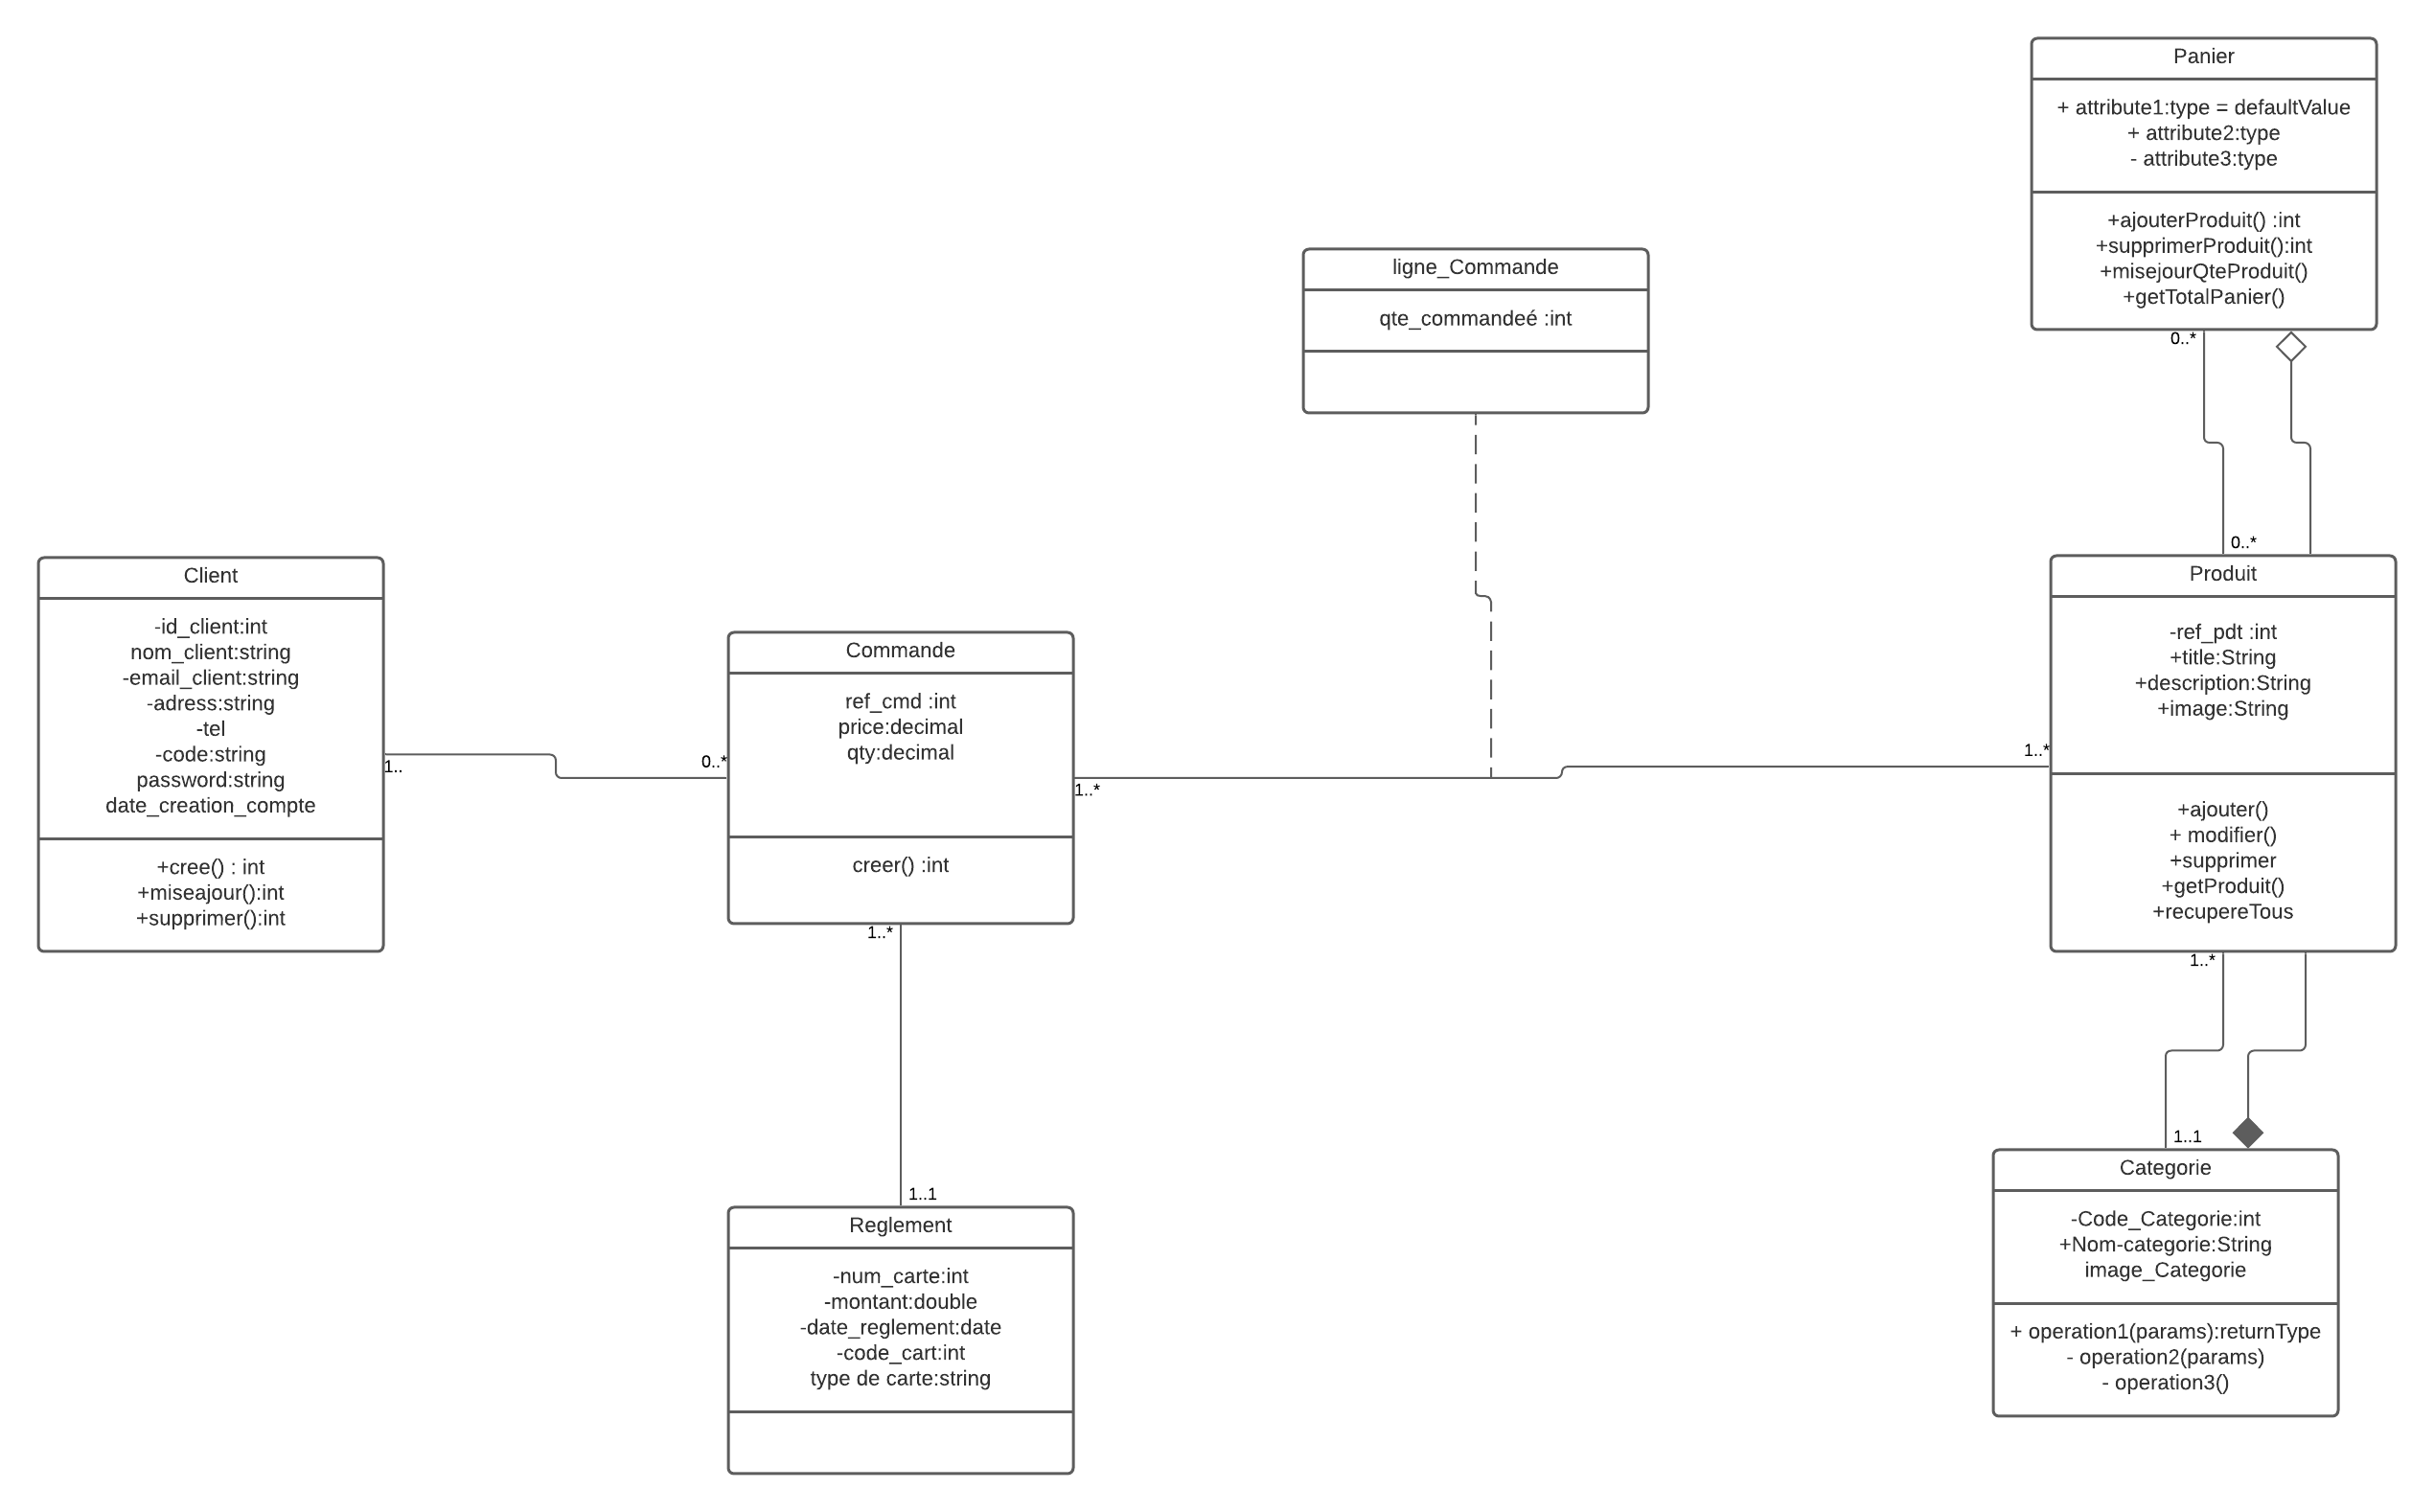 Panier
+ attribute1:type = defaultValue
+ attribute2:type
- attribute3:type
+ajouterProduit() :int
+supprimerProduit():int
+misejourQteProduit()
+getTotalPanier()
0..*
0..*
ligne_Commande
qte_commandeé :int
Client
-id_client:int
nom_client:string
-email_client:string
-adress:string
-tel
-code:string
password:string
date_creation_compte
+cree() : int
+miseajour():int
+supprimer():int
1..
0..*
Commande
ref_cmd :int
price:decimal
qty:decimal
creer() :int
1..*
1..*
Produit
-ref_pdt :int
+title:String
+description:String
+image:String
+ajouter()
+ modifier()
+supprimer
+getProduit()
+recupereTous
1..*
1..1
Reglement
-num_carte:int
-montant:double
-date_reglement:date
-code_cart:int
type de carte:string
1..*
1..1
Categorie
-Code_Categorie:int
+Nom-categorie:String
image_Categorie
+ operation1(params):returnType
- operation2(params)
- operation3()